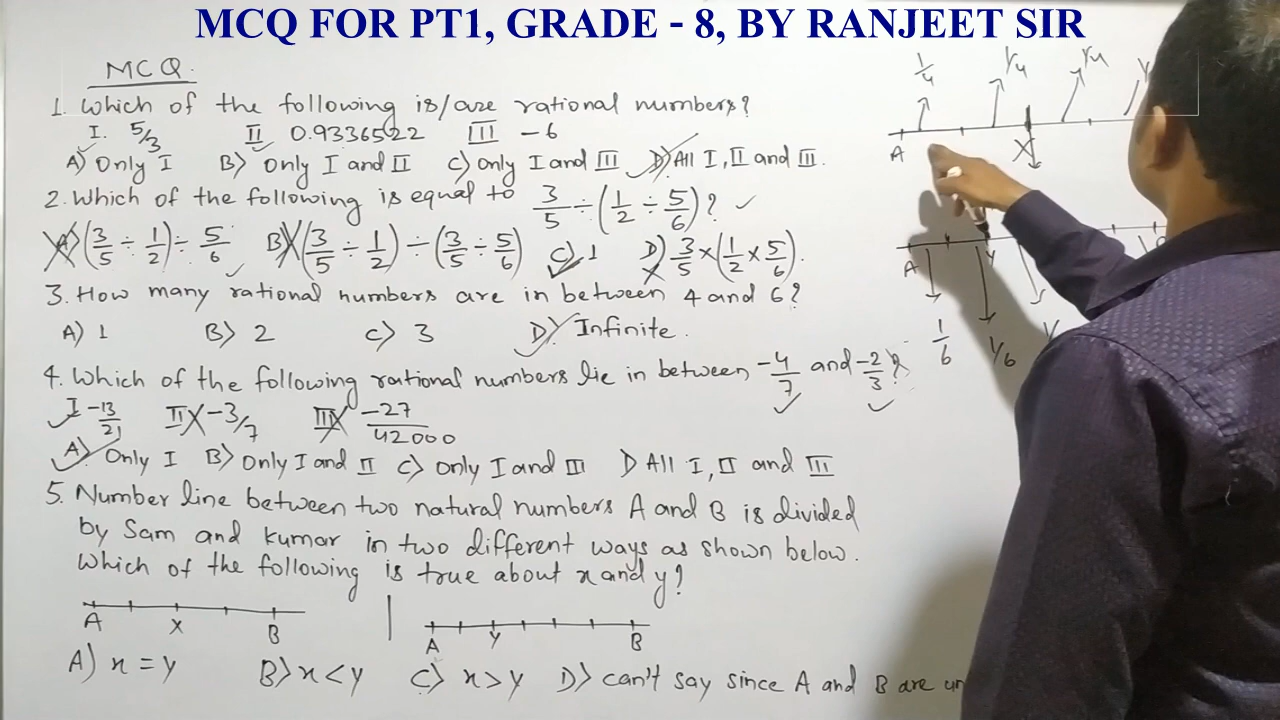 MCQ FOR PT1, GRADE - 8, BY RANJEET SIR
MCQ.
1. Which of the following is/are rational numbers?
I. 5/3 II 0.9336522 III -6
A) Only I B) Only I and II C) Only I and III D) All I, II and III.
2. Which of the following is equal to 3/5 ÷ (1/2 ÷ 5/6)?
A) (3/5 ÷ 1/2) ÷ 5/6 B) (3/5 ÷ 1/2) ÷ (3/5 ÷ 5/6) C) 1 D) 3/5 × (1/2 × 5/6).
3. How many rational numbers are in between 4 and 6?
A) 1 B) 2 C) 3 D) Infinite.
4. Which of the following rational numbers lie in between -4/7 and -2/3?
I -13/21 II -3/7 III -27/42000
A) Only I B) Only I and II C) Only I and III D All I, II and III
5. Number line between two natural numbers A and B is divided
by Sam and Kumar in two different ways as shown below.
Which of the following is true about x and y?
A X B
A Y B
A) x = y B) x < y C) x > y D) can't say since A and B are
1/4 1/4 1/4
A X
A Y
1/6 1/6